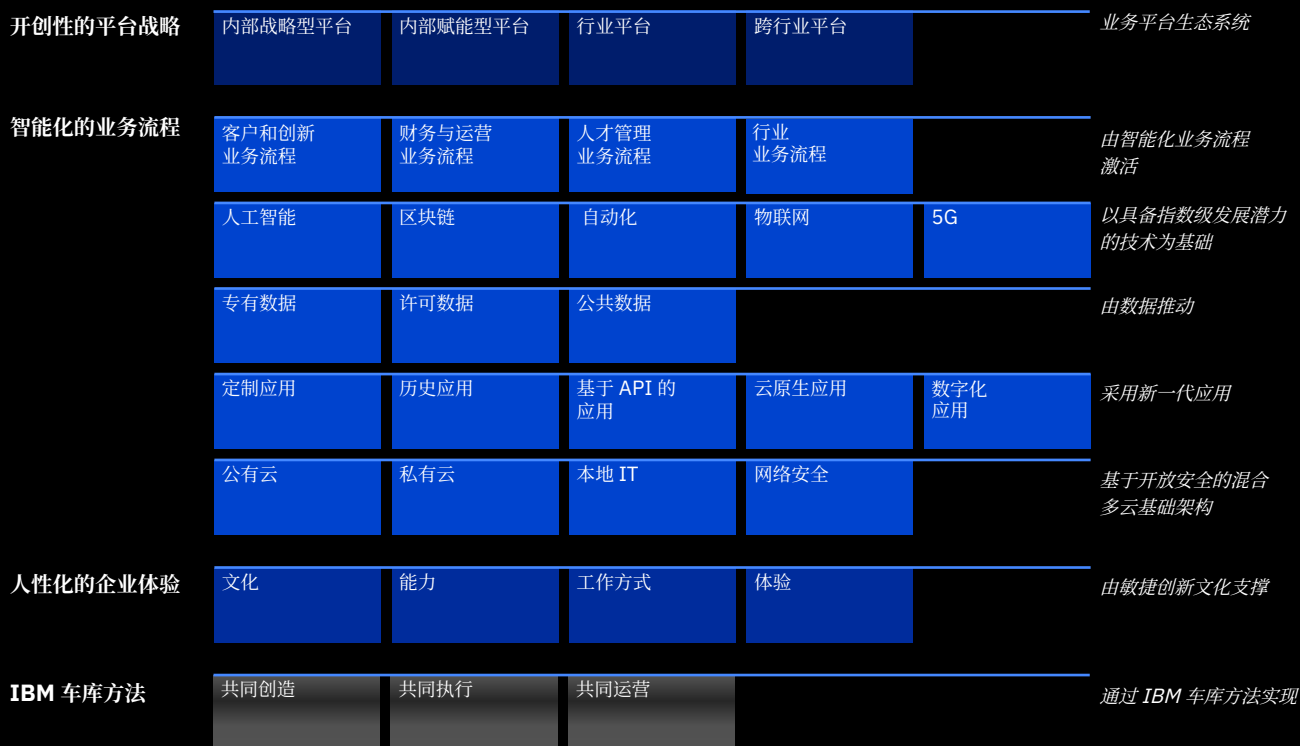 开创性的平台战略
内部战略型平台
内部赋能型平台
行业平台
跨行业平台
业务平台生态系统
智能化的业务流程
客户和创新
业务流程
财务与运营
业务流程
人才管理
业务流程
行业
业务流程
由智能化业务流程
激活
人工智能
区块链
自动化
物联网
5G
以具备指数级发展潜力
的技术为基础
专有数据
许可数据
公共数据
由数据推动
定制应用
历史应用
基于 API 的
应用
云原生应用
数字化
应用
采用新一代应用
公有云
私有云
本地 IT
网络安全
基于开放安全的混合
多云基础架构
人性化的企业体验
文化
能力
工作方式
体验
由敏捷创新文化支撑
IBM 车库方法
共同创造
共同执行
共同运营
通过 IBM 车库方法实现